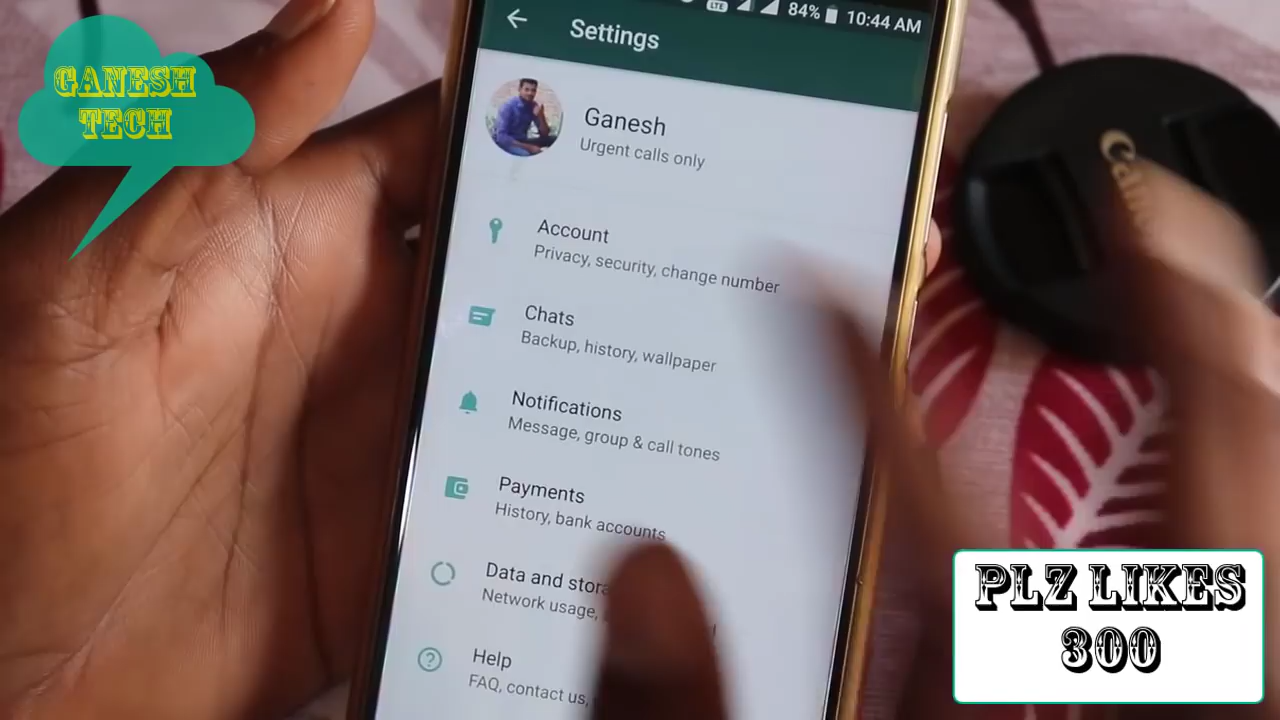 GANESH
TECH
LTE 84% 10:44 AM
Settings
Ganesh
Urgent calls only
Account
Privacy, security, change number
Chats
Backup, history, wallpaper
Notifications
Message, group & call tones
Payments
History, bank accounts
Data and
Network usage,
Help
FAQ, contact us,
PLZ LIKES
300